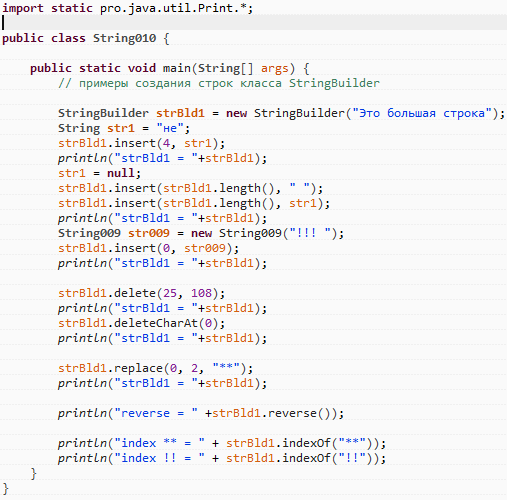 import static pro.java.util.Print.*;
public class String010 {
public static void main(String[] args) {
// примеры создания строк класса StringBuilder
StringBuilder strBld1 = new StringBuilder("Это большая строка");
String str1 = "не";
strBld1.insert(4, str1);
println("strBld1 = "+strBld1);
str1 = null;
strBld1.insert(strBld1.length(), " ");
strBld1.insert(strBld1.length(), str1);
println("strBld1 = "+strBld1);
String009 str009 = new String009("!!! ");
strBld1.insert(0, str009);
println("strBld1 = "+strBld1);
strBld1.delete(25, 108);
println("strBld1 = "+strBld1);
strBld1.deleteCharAt(0);
println("strBld1 = "+strBld1);
strBld1.replace(0, 2, "**");
println("strBld1 = "+strBld1);
println("reverse = " +strBld1.reverse());
println("index ** = " + strBld1.indexOf("**"));
println("index !! = " + strBld1.indexOf("!!"));
}
}